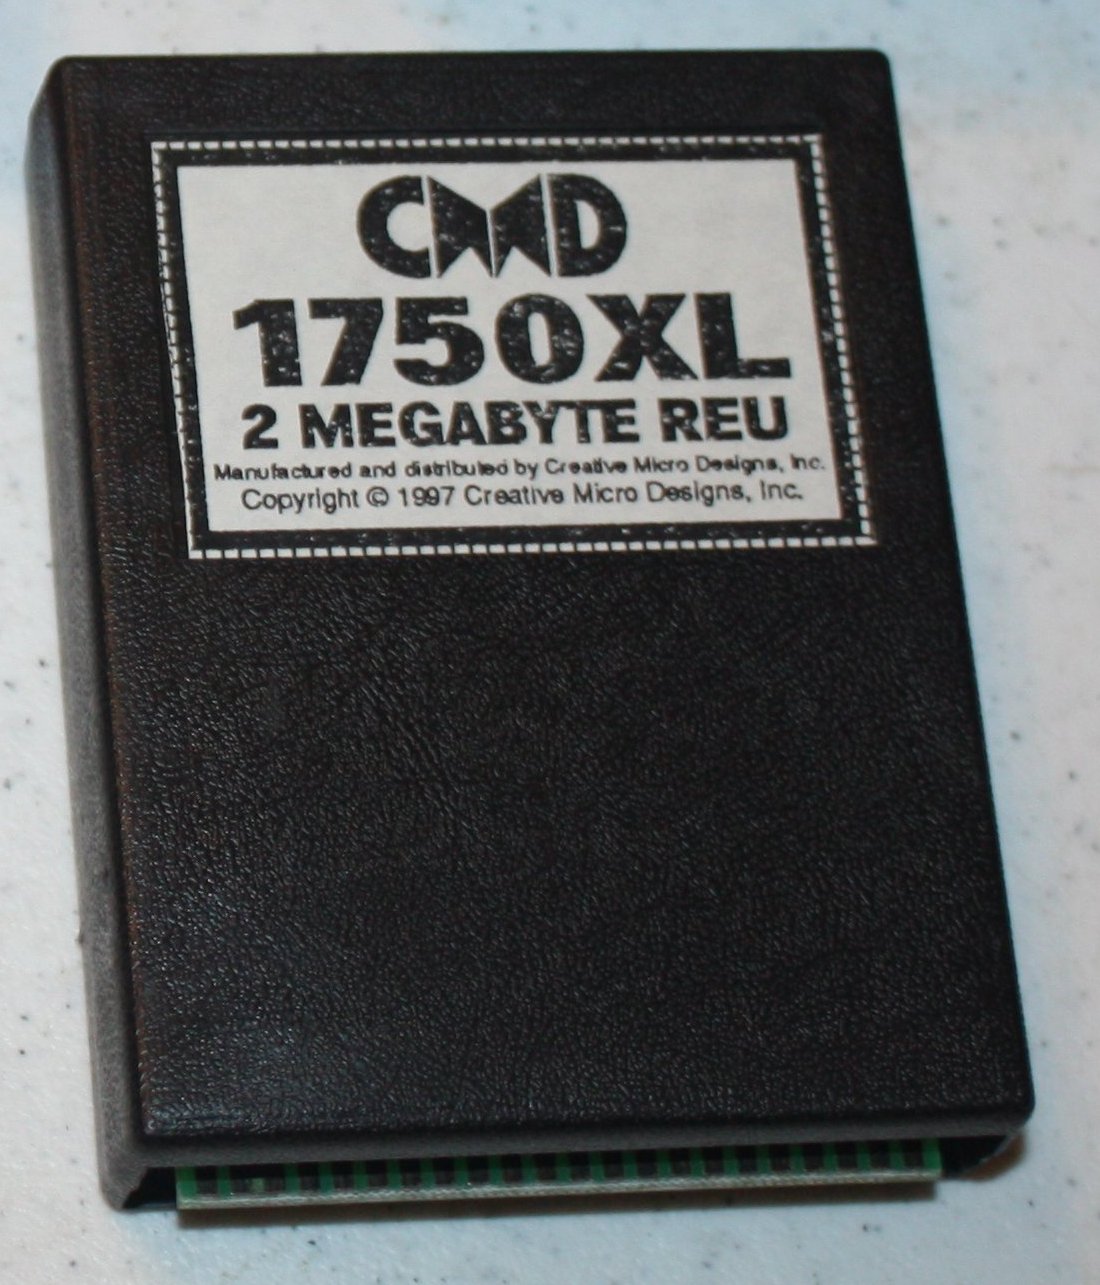 CMD
1750XL
2 MEGABYTE REU
Manufactured and distributed by Creative Micro Designs, Inc.
Copyright © 1997 Creative Micro Designs, Inc.